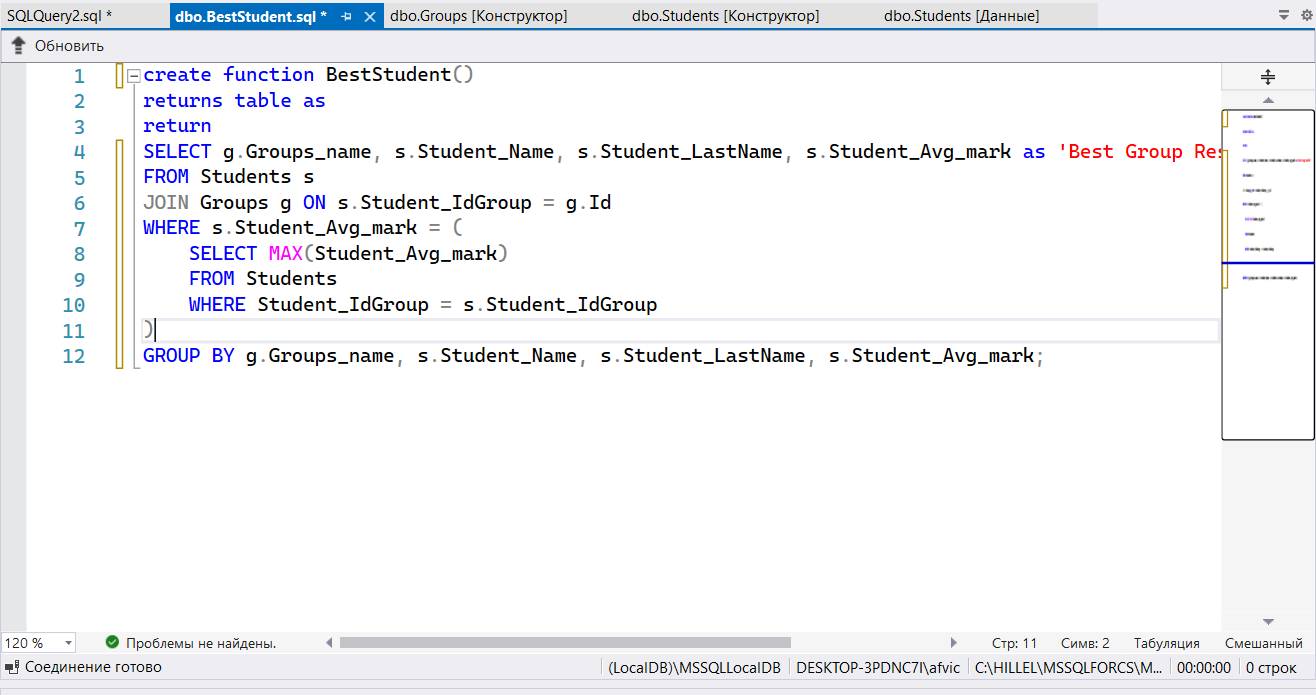 SQLQuery2.sql *
dbo.BestStudent.sql *
dbo.Groups [Конструктор]
dbo.Students [Конструктор]
dbo.Students [Данные]
Обновить
1 create function BestStudent()
2 returns table as
3 return
4 SELECT g.Groups_name, s.Student_Name, s.Student_LastName, s.Student_Avg_mark as 'Best Group
5 FROM Students s
6 JOIN Groups g ON s.Student_IdGroup = g.Id
7 WHERE s.Student_Avg_mark = (
8 SELECT MAX(Student_Avg_mark)
9 FROM Students
10 WHERE Student_IdGroup = s.Student_IdGroup
11 )
12 GROUP BY g.Groups_name, s.Student_Name, s.Student_LastName, s.Student_Avg_mark;
120 %
Проблемы не найдены.
Стр: 11
Симв: 2
Табуляция
Смешанный
Соединение готово
(LocalDB)\MSSQLLocalDB
DESKTOP-3PDNC7I\afvic
C:\HILLEL\MSSQLFORCS\M...
00:00:00
0 строк